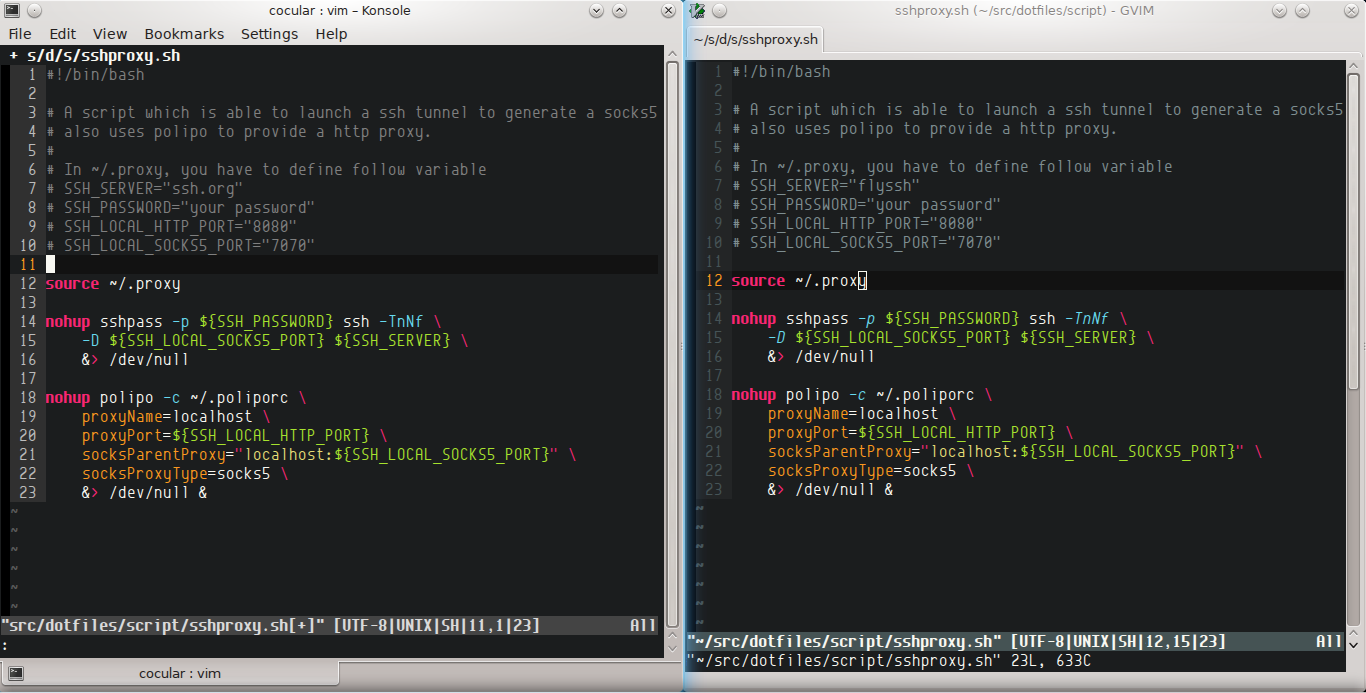 cocular : vim – Konsole
File Edit View Bookmarks Settings Help
+ s/d/s/sshproxy.sh
1 #!/bin/bash
2
3 # A script which is able to launch a ssh tunnel to generate a socks5
4 # also uses polipo to provide a http proxy.
5 #
6 # In ~/.proxy, you have to define follow variable
7 # SSH_SERVER="ssh.org"
8 # SSH_PASSWORD="your password"
9 # SSH_LOCAL_HTTP_PORT="8080"
10 # SSH_LOCAL_SOCKS5_PORT="7070"
11
12 source ~/.proxy
13
14 nohup sshpass -p ${SSH_PASSWORD} ssh -TnNf \
15     -D ${SSH_LOCAL_SOCKS5_PORT} ${SSH_SERVER} \
16     &> /dev/null
17
18 nohup polipo -c ~/.poliporc \
19     proxyName=localhost \
20     proxyPort=${SSH_LOCAL_HTTP_PORT} \
21     socksParentProxy="localhost:${SSH_LOCAL_SOCKS5_PORT}" \
22     socksProxyType=socks5 \
23     &> /dev/null &
~
~
~
~
~
~
"src/dotfiles/script/sshproxy.sh[+]" [UTF-8|UNIX|SH|11,1|23] All
:
cocular : vim
sshproxy.sh (~/src/dotfiles/script) - GVIM
~/s/d/s/sshproxy.sh
1 #!/bin/bash
2
3 # A script which is able to launch a ssh tunnel to generate a socks5
4 # also uses polipo to provide a http proxy.
5 #
6 # In ~/.proxy, you have to define follow variable
7 # SSH_SERVER="flyssh"
8 # SSH_PASSWORD="your password"
9 # SSH_LOCAL_HTTP_PORT="8080"
10 # SSH_LOCAL_SOCKS5_PORT="7070"
11
12 source ~/.proxy
13
14 nohup sshpass -p ${SSH_PASSWORD} ssh -TnNf \
15     -D ${SSH_LOCAL_SOCKS5_PORT} ${SSH_SERVER} \
16     &> /dev/null
17
18 nohup polipo -c ~/.poliporc \
19     proxyName=localhost \
20     proxyPort=${SSH_LOCAL_HTTP_PORT} \
21     socksParentProxy="localhost:${SSH_LOCAL_SOCKS5_PORT}" \
22     socksProxyType=socks5 \
23     &> /dev/null &
~
~
~
~
~
~
~
"~/src/dotfiles/script/sshproxy.sh" [UTF-8|UNIX|SH|12,15|23] All
"~/src/dotfiles/script/sshproxy.sh" 23L, 633C